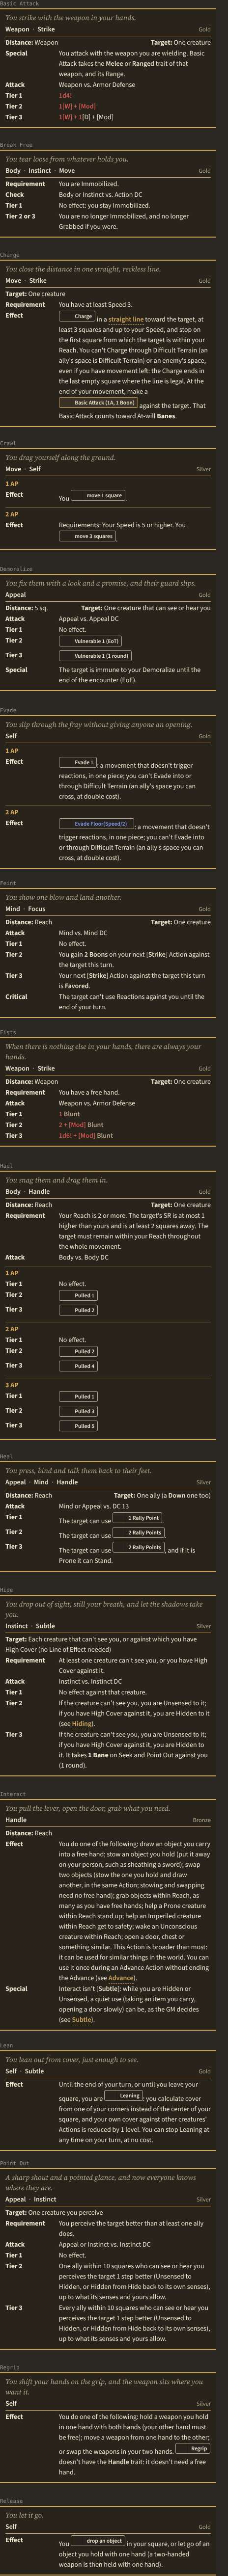 Basic Attack
You strike with the weapon in your hands.
Weapon · Strike Gold
Distance: Weapon Target: One creature
Special You attack with the weapon you are wielding. Basic
Attack takes the Melee or Ranged trait of that
weapon, and its Range.
Attack Weapon vs. Armor Defense
Tier 1 1d4!
Tier 2 1[W] + [Mod]
Tier 3 1[W] + 1[D] + [Mod]
Break Free
You tear loose from whatever holds you.
Body · Instinct · Move Gold
Requirement You are Immobilized.
Check Body or Instinct vs. Action DC
Tier 1 No effect: you stay Immobilized.
Tier 2 or 3 You are no longer Immobilized, and no longer
Grabbed if you were.
Charge
You close the distance in one straight, reckless line.
Move · Strike Gold
Target: One creature
Requirement You have at least Speed 3.
Effect Charge in a straight line toward the target, at
least 3 squares and up to your Speed, and stop on
the first square from which the target is within your
Reach. You can't Charge through Difficult Terrain (an
ally's space is Difficult Terrain) or an enemy's space,
even if you have movement left: the Charge ends in
the last empty square where the line is legal. At the
end of your movement, make a
Basic Attack (1A, 1 Boon) against the target. That
Basic Attack counts toward At-will Banes.
Crawl
You drag yourself along the ground.
Move · Self Silver
1 AP
Effect You move 1 square.
2 AP
Effect Requirements: Your Speed is 5 or higher. You
move 3 squares.
Demoralize
You fix them with a look and a promise, and their guard slips.
Appeal Gold
Distance: 5 sq. Target: One creature that can see or hear you
Attack Appeal vs. Appeal DC
Tier 1 No effect.
Tier 2 Vulnerable 1 (EoT)
Tier 3 Vulnerable 1 (1 round)
Special The target is immune to your Demoralize until the
end of the encounter (EoE).
Evade
You slip through the fray without giving anyone an opening.
Self Gold
1 AP
Effect Evade 1: a movement that doesn't trigger
reactions, in one piece; you can't Evade into or
through Difficult Terrain (an ally's space you can
cross, at double cost).
2 AP
Effect Evade Floor(Speed/2): a movement that doesn't
trigger reactions, in one piece; you can't Evade into
or through Difficult Terrain (an ally's space you can
cross, at double cost).
Feint
You show one blow and land another.
Mind · Focus Gold
Distance: Reach Target: One creature
Attack Mind vs. Mind DC
Tier 1 No effect.
Tier 2 You gain 2 Boons on your next [Strike] Action against
the target this turn.
Tier 3 Your next [Strike] Action against the target this turn
is Favored.
Critical The target can't use Reactions against you until the
end of your turn.
Fists
When there is nothing else in your hands, there are always your
hands.
Weapon · Strike Gold
Distance: Weapon Target: One creature
Requirement You have a free hand.
Attack Weapon vs. Armor Defense
Tier 1 1 Blunt
Tier 2 2 + [Mod] Blunt
Tier 3 1d6! + [Mod] Blunt
Haul
You snag them and drag them in.
Body · Handle Gold
Distance: Reach Target: One creature
Requirement Your Reach is 2 or more. The target's SR is at most 1
higher than yours and is at least 2 squares away. The
target must remain within your Reach throughout
the whole movement.
Attack Body vs. Body DC
1 AP
Tier 1 No effect.
Tier 2 Pulled 1
Tier 3 Pulled 2
2 AP
Tier 1 No effect.
Tier 2 Pulled 2
Tier 3 Pulled 4
3 AP
Tier 1 Pulled 1
Tier 2 Pulled 3
Tier 3 Pulled 5
Heal
You press, bind and talk them back to their feet.
Appeal · Mind · Handle Silver
Distance: Reach Target: One ally (a Down one too)
Attack Mind or Appeal vs. DC 13
Tier 1 The target can use 1 Rally Point.
Tier 2 The target can use 2 Rally Points.
Tier 3 The target can use 2 Rally Points, and if it is
Prone it can Stand.
Hide
You drop out of sight, still your breath, and let the shadows take
you.
Instinct · Subtle Silver
Target: Each creature that can't see you, or against which you have
High Cover (no Line of Effect needed)
Requirement At least one creature can't see you, or you have High
Cover against it.
Attack Instinct vs. Instinct DC
Tier 1 No effect against that creature.
Tier 2 If the creature can't see you, you are Unsensed to it;
if you have High Cover against it, you are Hidden to it
(see Hiding).
Tier 3 If the creature can't see you, you are Unsensed to it;
if you have High Cover against it, you are Hidden to
it. It takes 1 Bane on Seek and Point Out against you
(1 round).
Interact
You pull the lever, open the door, grab what you need.
Handle Bronze
Distance: Reach
Effect You do one of the following: draw an object you carry
into a free hand; stow an object you hold (put it away
on your person, such as sheathing a sword); swap
two objects (stow the one you hold and draw
another, in the same Action; stowing and swapping
need no free hand); grab objects within Reach, as
many as you have free hands; help a Prone creature
within Reach stand up; help an Imperiled creature
within Reach get to safety; wake an Unconscious
creature within Reach; open a door, chest or
something similar. This Action is broader than most:
it can be used for similar things in the world. You can
use it once during an Advance Action without ending
the Advance (see Advance).
Special Interact isn't [Subtle]: while you are Hidden or
Unsensed, a quiet use (taking an item you carry,
opening a door slowly) can be, as the GM decides
(see Subtle).
Lean
You lean out from cover, just enough to see.
Self · Subtle Gold
Effect Until the end of your turn, or until you leave your
square, you are Leaning: you calculate cover
from one of your corners instead of the center of your
square, and your own cover against other creatures'
Actions is reduced by 1 level. You can stop Leaning at
any time on your turn, at no cost.
Point Out
A sharp shout and a pointed glance, and now everyone knows
where they are.
Appeal · Instinct Silver
Target: One creature you perceive
Requirement You perceive the target better than at least one ally
does.
Attack Appeal or Instinct vs. Instinct DC
Tier 1 No effect.
Tier 2 One ally within 10 squares who can see or hear you
perceives the target 1 step better (Unsensed to
Hidden, or Hidden from Hide back to its own senses),
up to what its senses and yours allow.
Tier 3 Every ally within 10 squares who can see or hear you
perceives the target 1 step better (Unsensed to
Hidden, or Hidden from Hide back to its own senses),
up to what its senses and yours allow.
Regrip
You shift your hands on the grip, and the weapon sits where you
want it.
Self Silver
Effect You do one of the following: hold a weapon you hold
in one hand with both hands (your other hand must
be free); move a weapon from one hand to the other;
or swap the weapons in your two hands. Regrip
doesn't have the Handle trait: it doesn't need a free
hand.
Release
You let it go.
Self Gold
Effect You drop an object in your square, or let go of an
object you hold with one hand (a two-handed
weapon is then held with one hand).